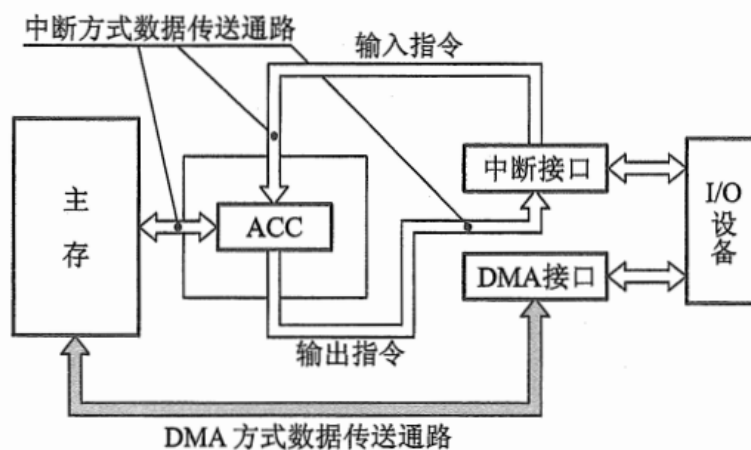 中断方式数据传送通路
输入指令
主存
ACC
中断接口
I/O
设备
DMA接口
输出指令
DMA 方式数据传送通路